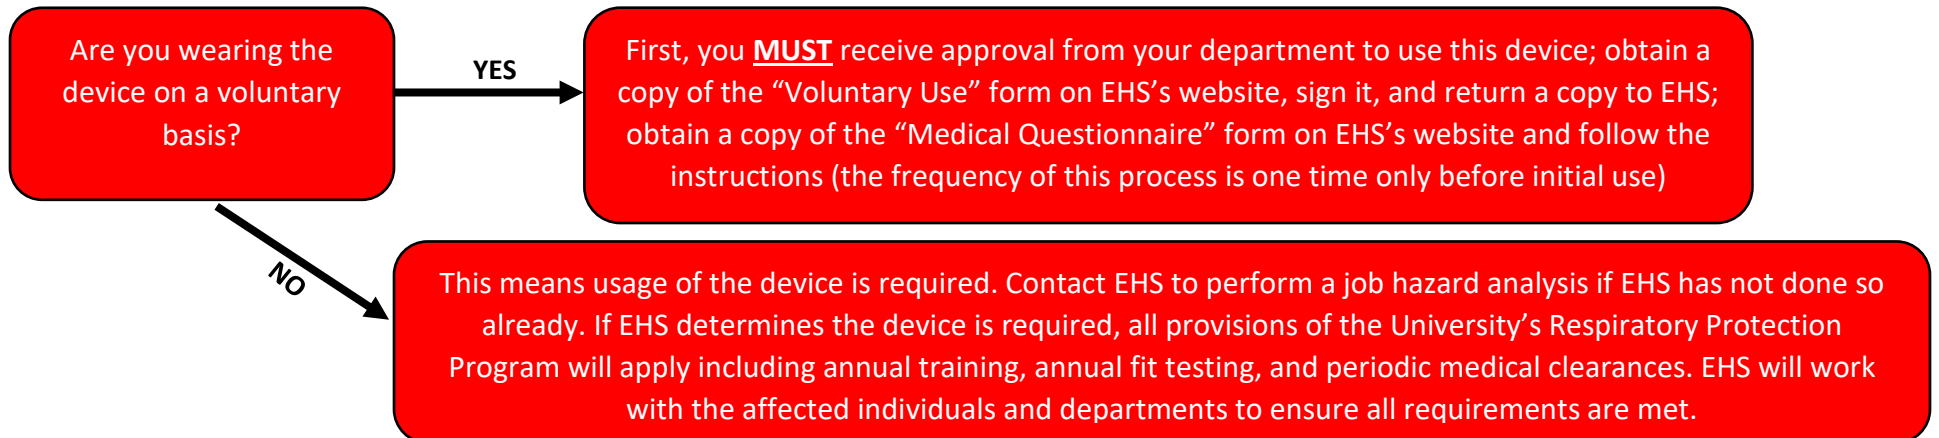 Are you wearing the
device on a voluntary
basis?
YES
First, you MUST receive approval from your department to use this device; obtain a
copy of the “Voluntary Use” form on EHS’s website, sign it, and return a copy to EHS;
obtain a copy of the “Medical Questionnaire” form on EHS’s website and follow the
instructions (the frequency of this process is one time only before initial use)
NO
This means usage of the device is required. Contact EHS to perform a job hazard analysis if EHS has not done so
already. If EHS determines the device is required, all provisions of the University’s Respiratory Protection
Program will apply including annual training, annual fit testing, and periodic medical clearances. EHS will work
with the affected individuals and departments to ensure all requirements are met.